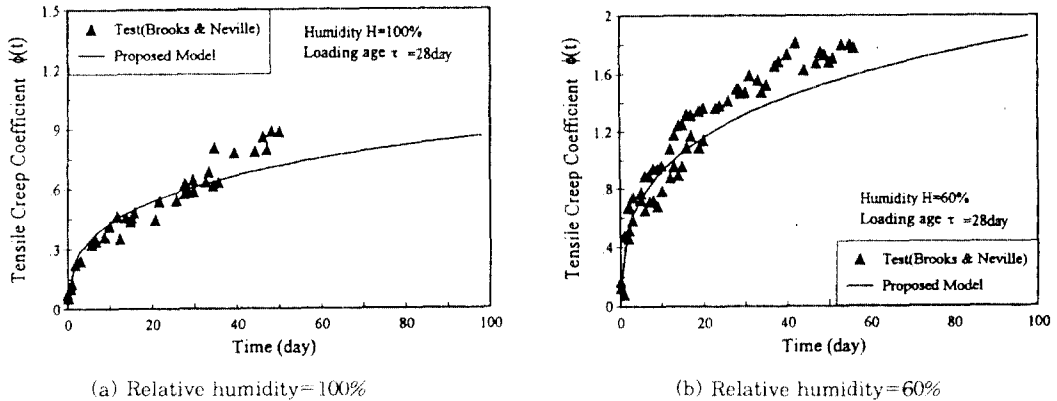 1.5
1.2
.9
.6
.3
0
0
20
40
60
80
100
Tensile Creep Coefficient ϕ(t)
Time (day)
Test(Brooks & Neville)
Proposed Model
Humidity H=100%
Loading age τ =28day
(a) Relative humidity=100%
2
1.6
1.2
.8
.4
0
0
20
40
60
80
100
Tensile Creep Coefficient ϕ(t)
Time (day)
Humidity H=60%
Loading age τ =28day
Test(Brooks & Neville)
Proposed Model
(b) Relative humidity=60%